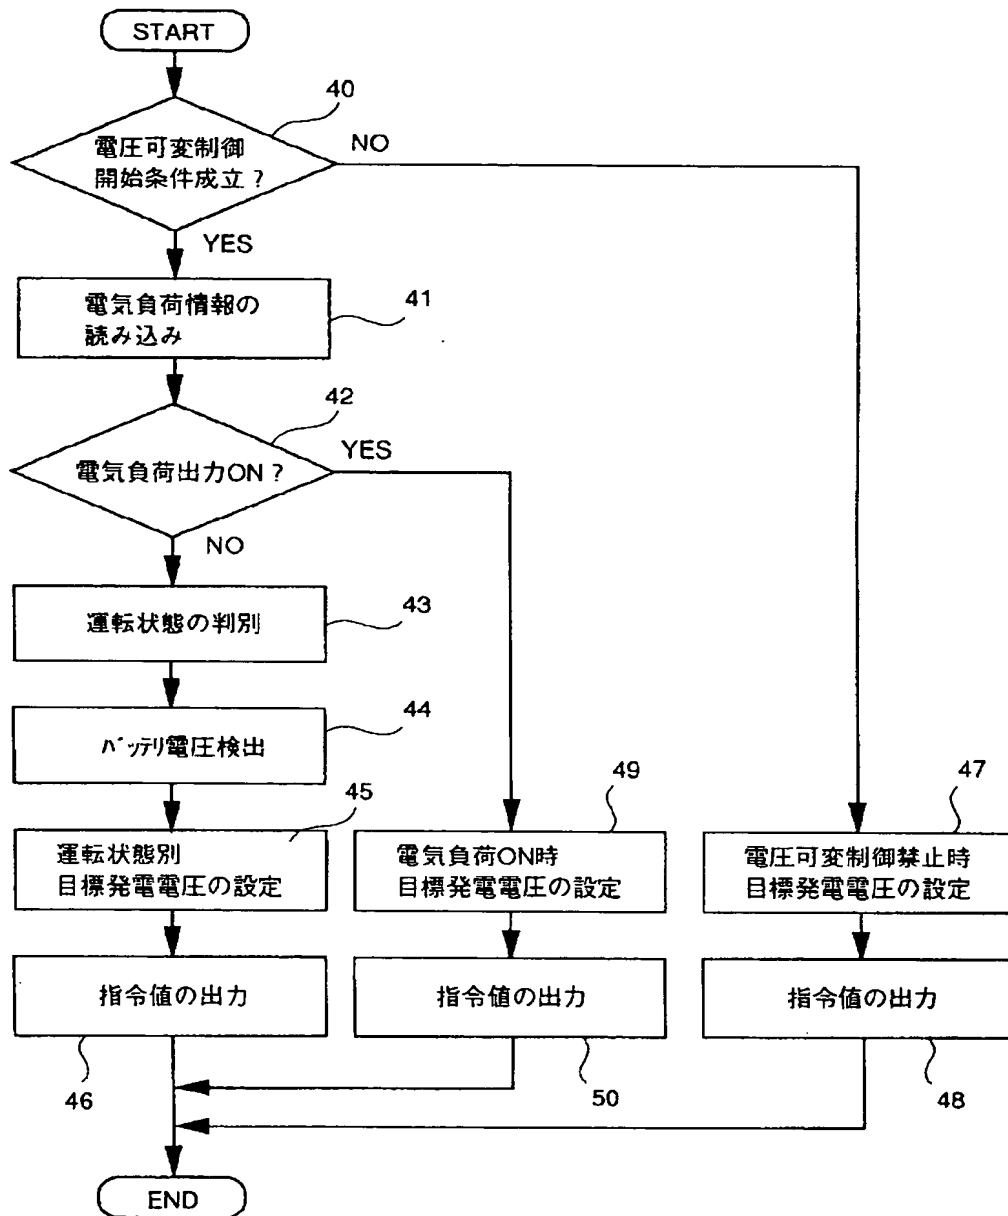 START
40
電圧可変制御
開始条件成立？
NO
YES
電気負荷情報の
読み込み
41
42
電気負荷出力ON？
YES
NO
運転状態の判別
43
44
ﾊﾞｯﾃﾘ電圧検出
45
運転状態別
目標発電電圧の設定
49
電気負荷ON時
目標発電電圧の設定
47
電圧可変制御禁止時
目標発電電圧の設定
指令値の出力
指令値の出力
指令値の出力
46
50
48
END